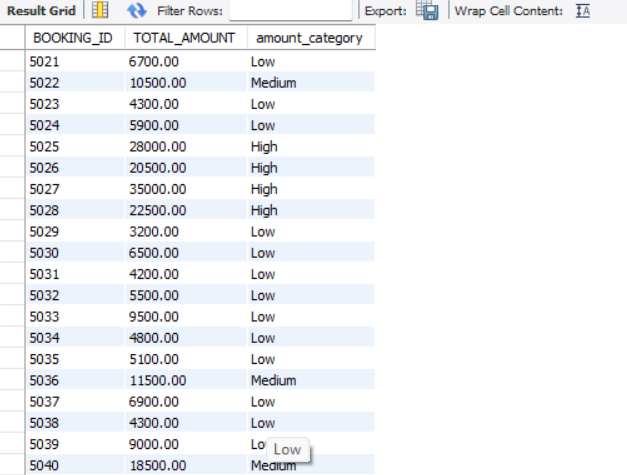 Result Grid Filter Rows: Export: Wrap Cell Content: IA
BOOKING_ID TOTAL_AMOUNT amount_category
5021 6700.00 Low
5022 10500.00 Medium
5023 4300.00 Low
5024 5900.00 Low
5025 28000.00 High
5026 20500.00 High
5027 35000.00 High
5028 22500.00 High
5029 3200.00 Low
5030 6500.00 Low
5031 4200.00 Low
5032 5500.00 Low
5033 9500.00 Low
5034 4800.00 Low
5035 5100.00 Low
5036 11500.00 Medium
5037 6900.00 Low
5038 4300.00 Low
5039 9000.00 Lo
Low
5040 18500.00 Medium